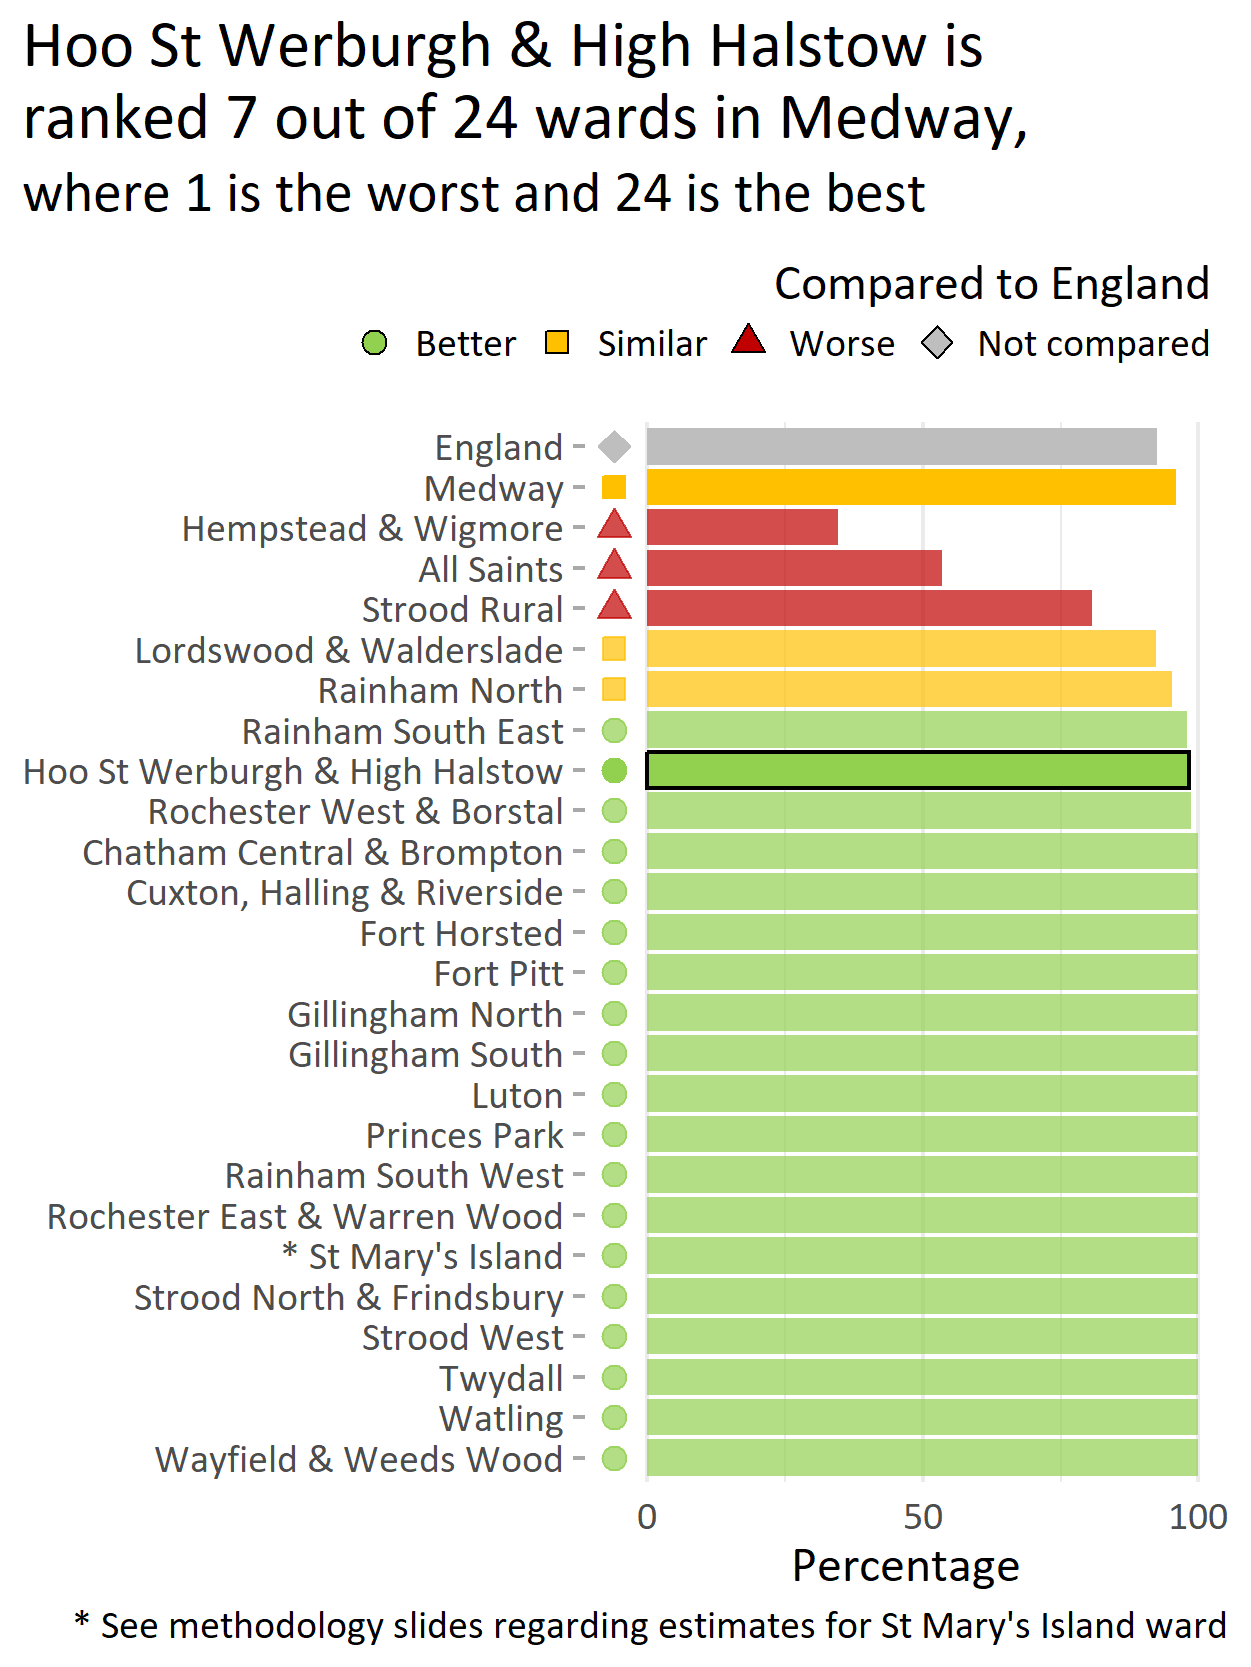 Hoo St Werburgh & High Halstow is
ranked 7 out of 24 wards in Medway,
where 1 is the worst and 24 is the best
Compared to England
Better Similar Worse Not compared
England
Medway
Hempstead & Wigmore
All Saints
Strood Rural
Lordswood & Walderslade
Rainham North
Rainham South East
Hoo St Werburgh & High Halstow
Rochester West & Borstal
Chatham Central & Brompton
Cuxton, Halling & Riverside
Fort Horsted
Fort Pitt
Gillingham North
Gillingham South
Luton
Princes Park
Rainham South West
Rochester East & Warren Wood
* St Mary's Island
Strood North & Frindsbury
Strood West
Twydall
Watling
Wayfield & Weeds Wood
0 50 100
Percentage
* See methodology slides regarding estimates for St Mary's Island ward